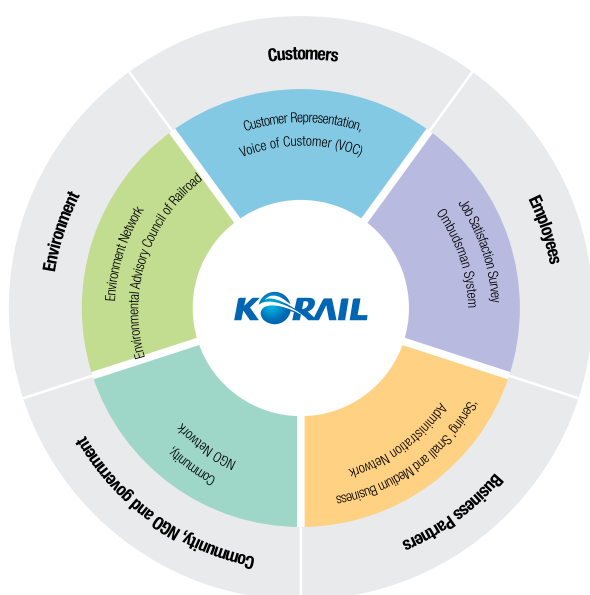 Customers
Customer Representation,
Voice of Customer (VOC)
Employees
Job Satisfaction Survey
Ombudsman System
Business Partners
'Serving' Small and Medium Business
Administration Network
Community, NGO and government
Community,
NGO Network
Environment
Environment Network
Environmental Advisory Council of Railroad
KORAIL